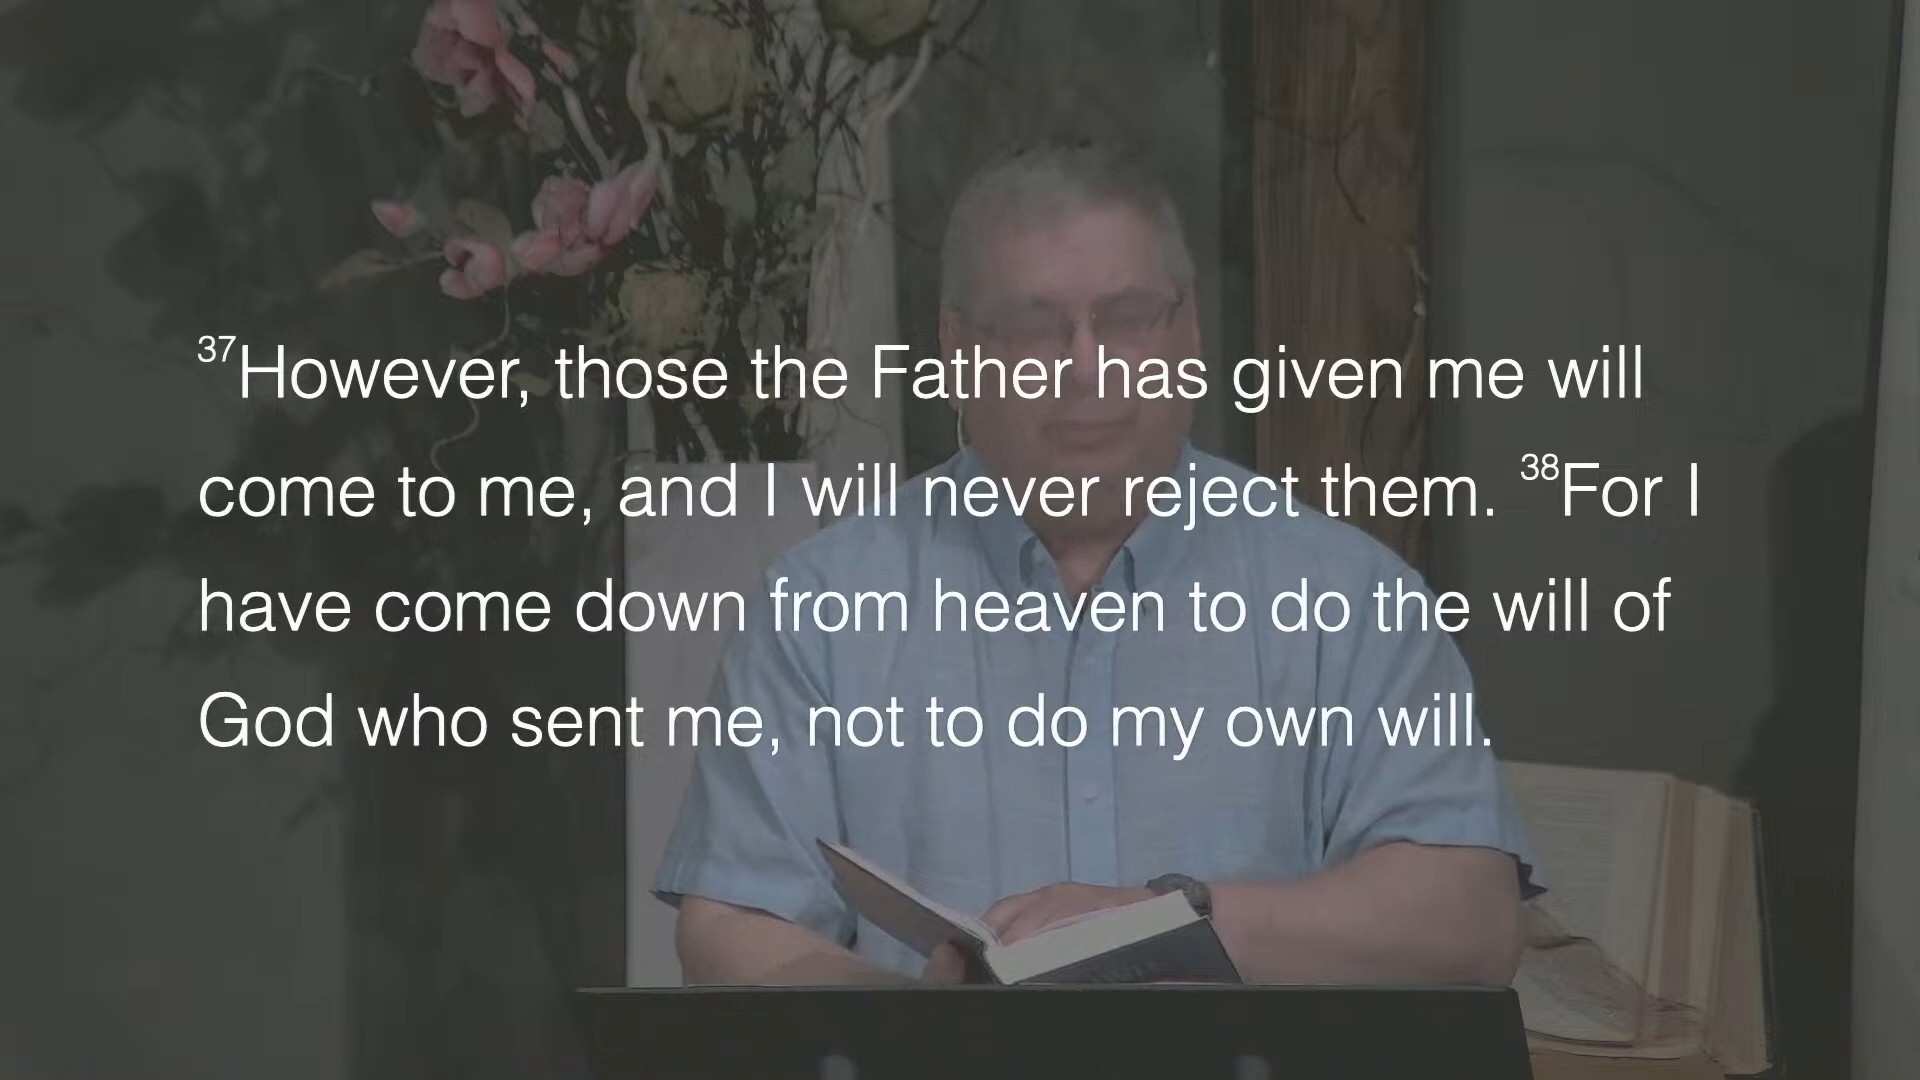 ³⁷However, those the Father has given me will
come to me, and I will never reject them. ³⁸For I
have come down from heaven to do the will of
God who sent me, not to do my own will.